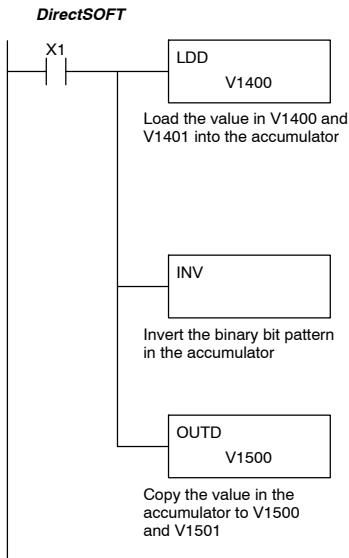 DirectSOFT
X1
LDD
V1400
Load the value in V1400 and
V1401 into the accumulator
INV
Invert the binary bit pattern
in the accumulator
OUTD
V1500
Copy the value in the
accumulator to V1500
and V1501